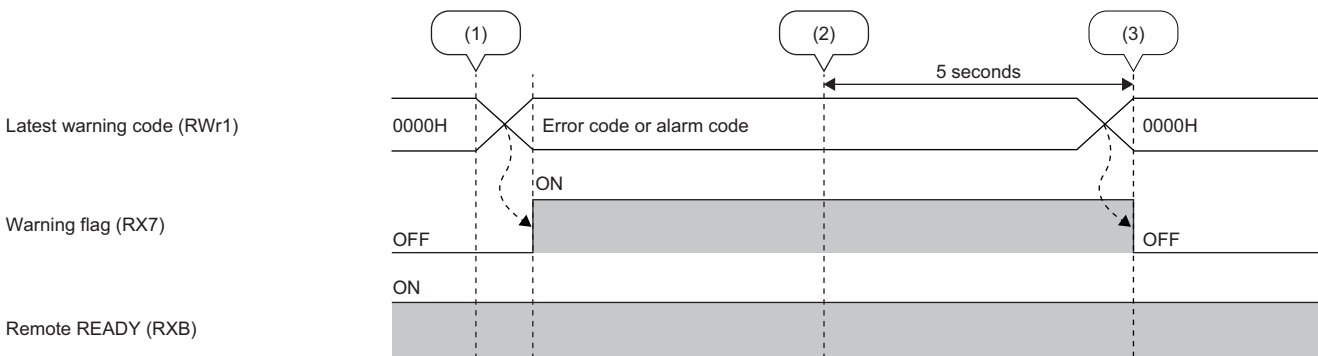 (1)
(2)
(3)
5 seconds
Latest warning code (RWr1)
0000H
Error code or alarm code
0000H
ON
Warning flag (RX7)
OFF
OFF
ON
Remote READY (RXB)